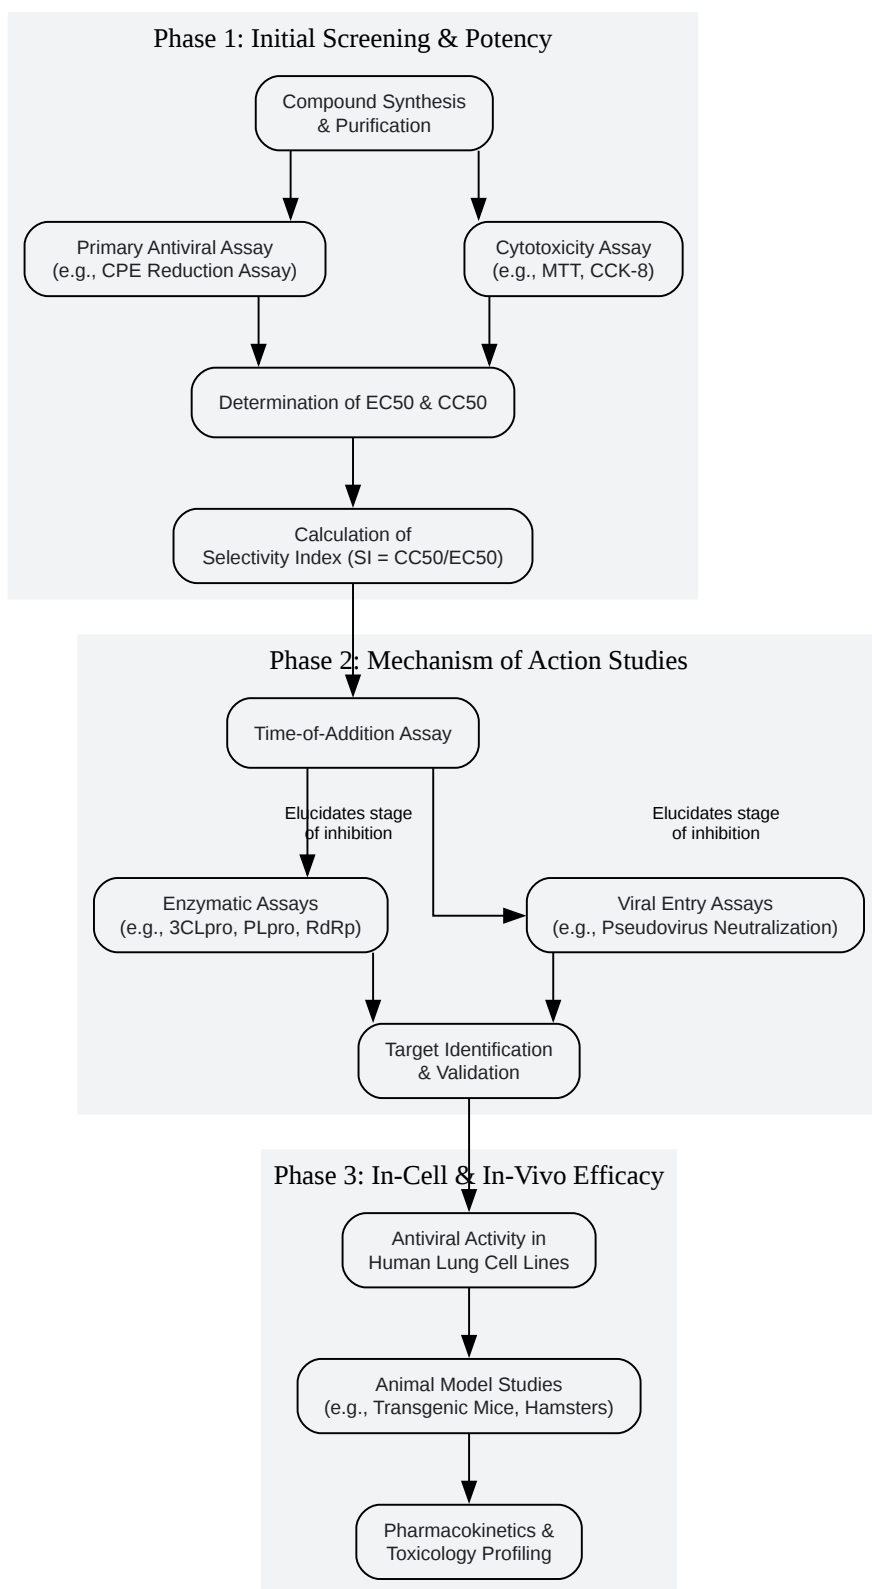 Phase 1: Initial Screening & Potency
Compound Synthesis
& Purification
Primary Antiviral Assay
(e.g., CPE Reduction Assay)
Cytotoxicity Assay
(e.g., MTT, CCK-8)
Determination of EC50 & CC50
Calculation of
Selectivity Index (SI = CC50/EC50)
Phase 2: Mechanism of Action Studies
Time-of-Addition Assay
Elucidates stage
of inhibition
Elucidates stage
of inhibition
Enzymatic Assays
(e.g., 3CLpro, PLpro, RdRp)
Viral Entry Assays
(e.g., Pseudovirus Neutralization)
Target Identification
& Validation
Phase 3: In-Cell & In-Vivo Efficacy
Antiviral Activity in
Human Lung Cell Lines
Animal Model Studies
(e.g., Transgenic Mice, Hamsters)
Pharmacokinetics &
Toxicology Profiling